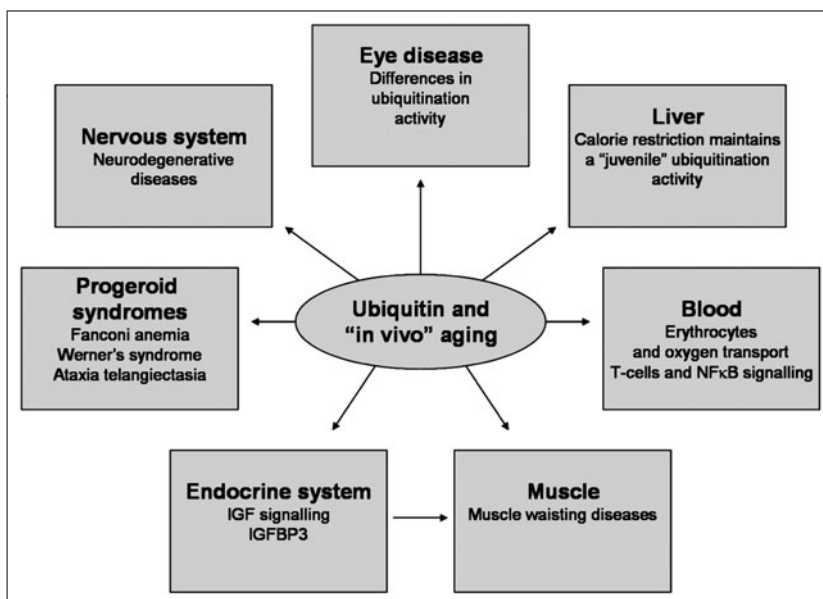 Eye disease
Differences in
ubiquitination
activity
Nervous system
Neurodegenerative
diseases
Liver
Calorie restriction maintains
a "juvenile" ubiquitination
activity
Progeroid
syndromes
Fanconi anemia
Werner's syndrome
Ataxia telangiectasia
Ubiquitin and
"in vivo" aging
Blood
Erythrocytes
and oxygen transport
T-cells and NFκB signalling
Endocrine system
IGF signalling
IGFBP3
Muscle
Muscle waisting diseases